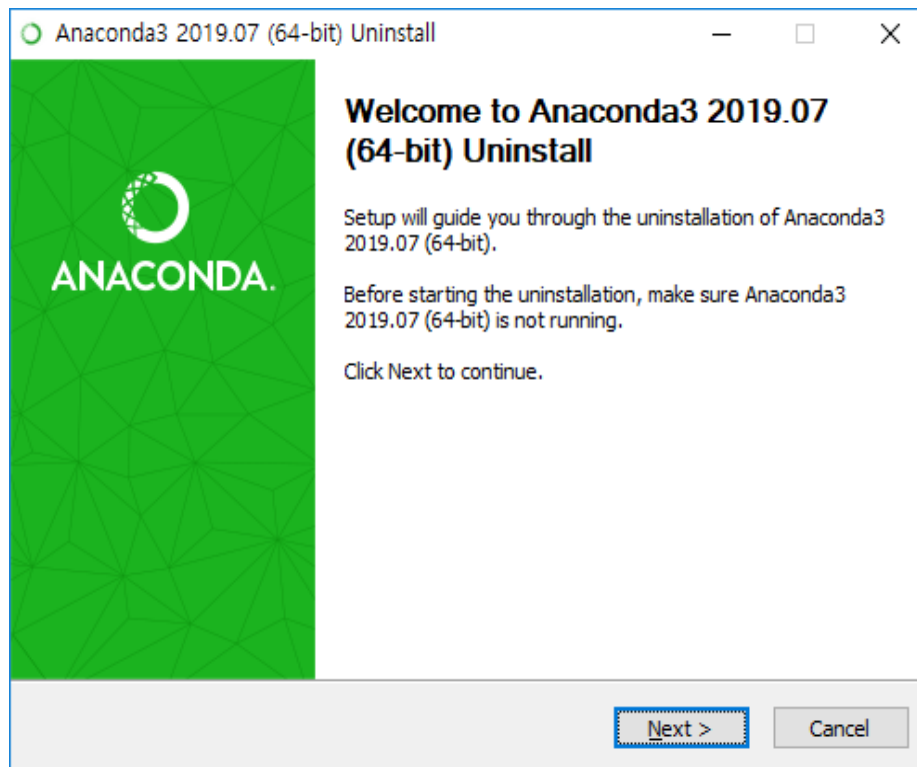 Anaconda3 2019.07 (64-bit) Uninstall
ANACONDA.
Welcome to Anaconda3 2019.07
(64-bit) Uninstall
Setup will guide you through the uninstallation of Anaconda3
2019.07 (64-bit).
Before starting the uninstallation, make sure Anaconda3
2019.07 (64-bit) is not running.
Click Next to continue.
Next >
Cancel